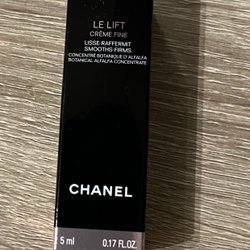 LE LIFT
CRÈME FINE
LISSE-RAFFERMIT
SMOOTHS-FIRMS
CONCENTRÉ BOTANIQUE D'ALFALFA
BOTANICAL ALFALFA CONCENTRATE
CHANEL
5 ml 0.17 FL.OZ.